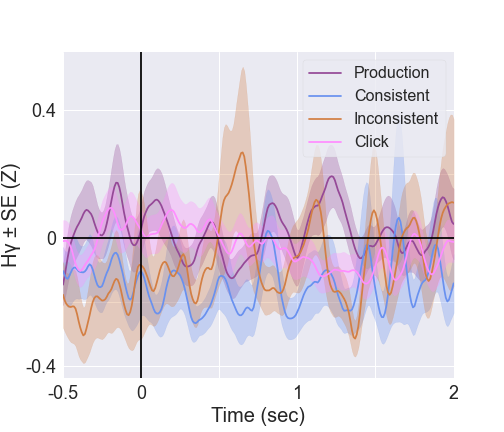 Production
Consistent
Inconsistent
Click
Hγ ± SE (Z)
0.4
0
-0.4
-0.5
0
1
2
Time (sec)